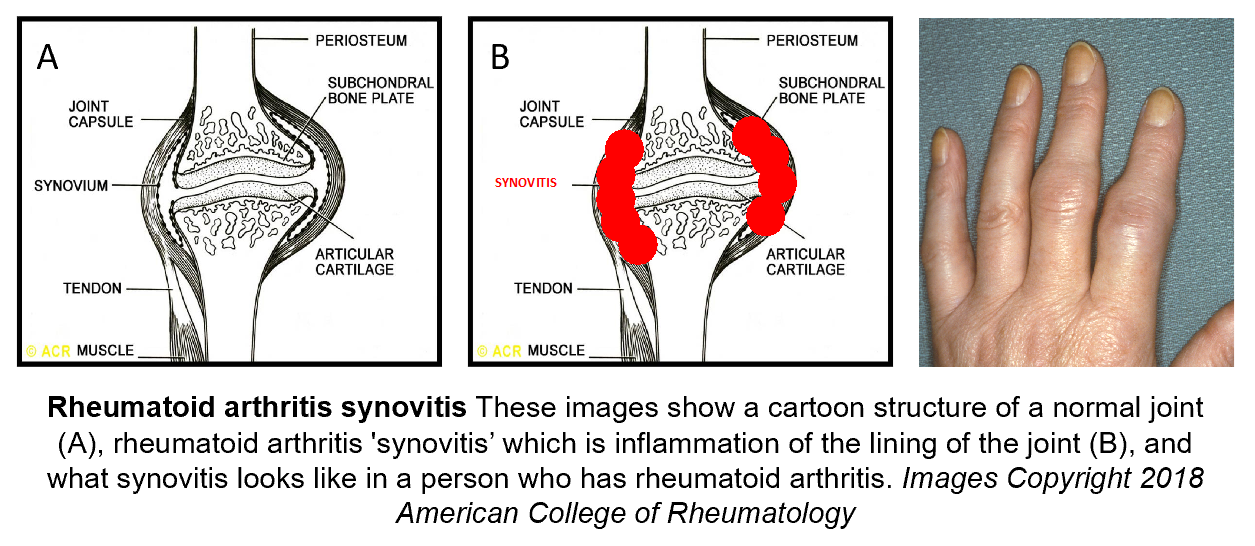 A
PERIOSTEUM
SUBCHONDRAL
BONE PLATE
JOINT
CAPSULE
SYNOVIUM
ARTICULAR
CARTILAGE
TENDON
© ACR MUSCLE
B
PERIOSTEUM
SUBCHONDRAL
BONE PLATE
JOINT
CAPSULE
SYNOVITIS
ARTICULAR
CARTILAGE
TENDON
© ACR MUSCLE
Rheumatoid arthritis synovitis These images show a cartoon structure of a normal joint
(A), rheumatoid arthritis 'synovitis’ which is inflammation of the lining of the joint (B), and
what synovitis looks like in a person who has rheumatoid arthritis. Images Copyright 2018
American College of Rheumatology